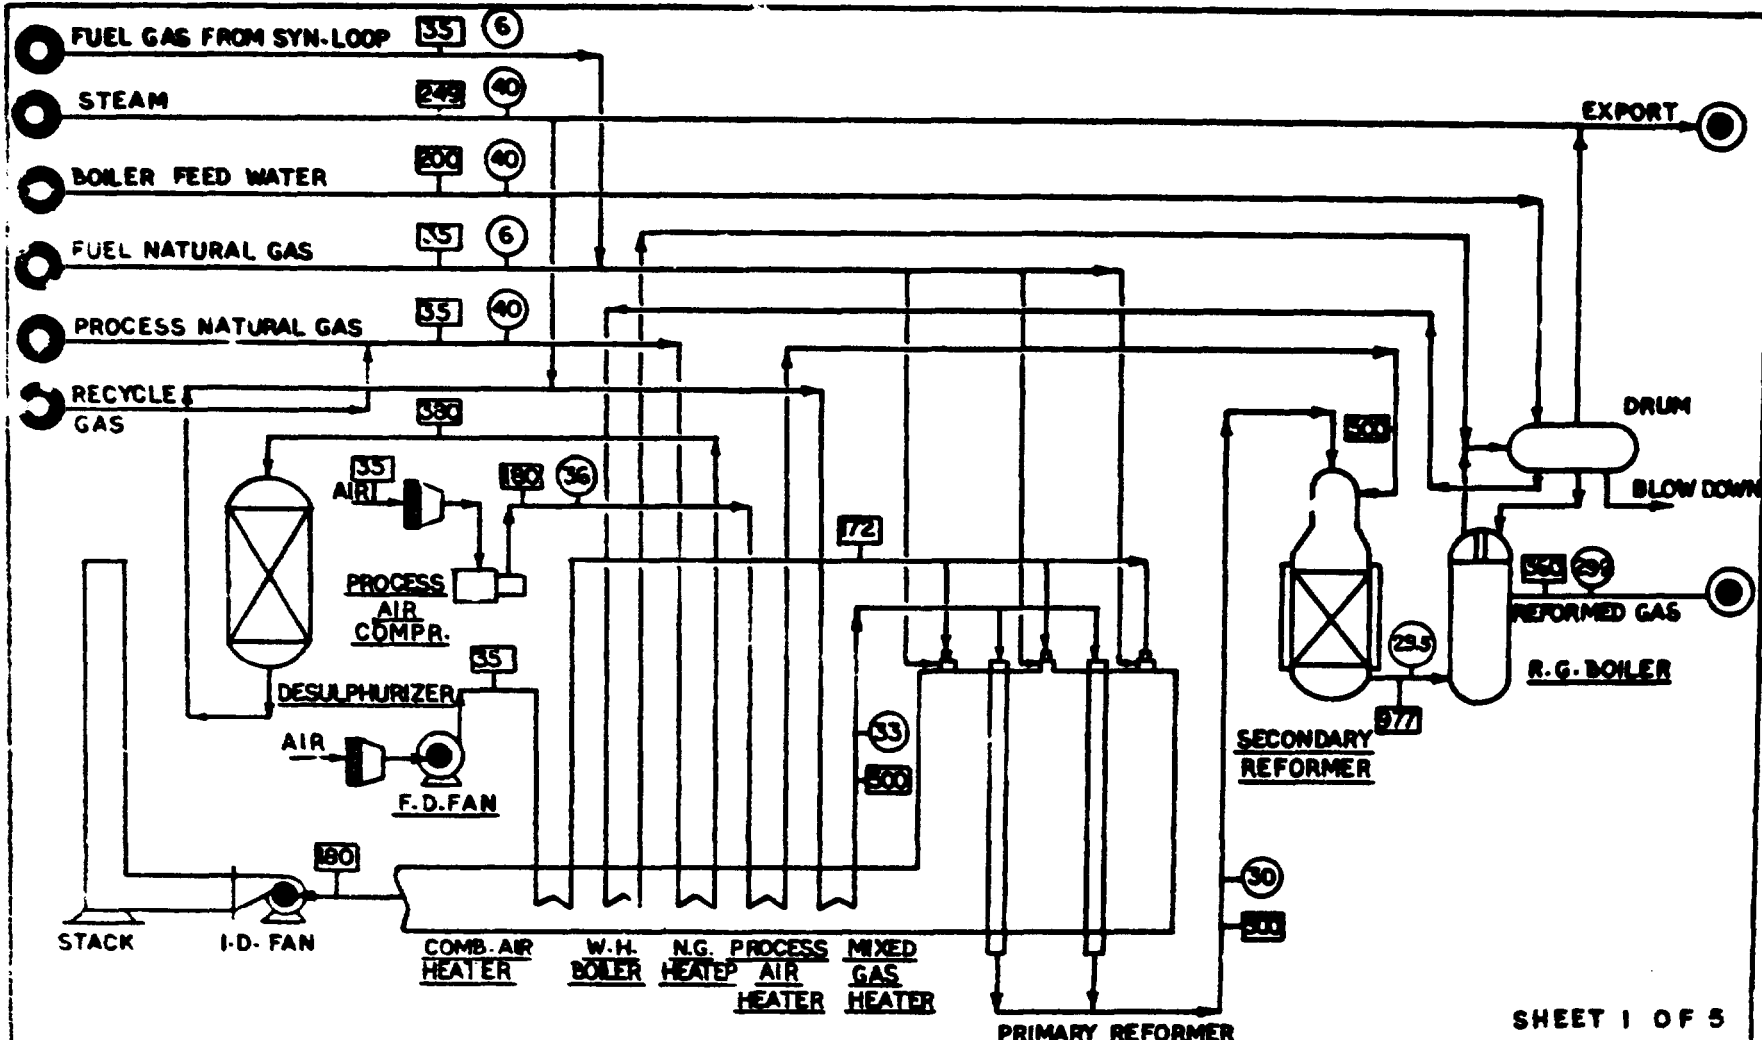 FUEL GAS FROM SYN-LOOP 35 6
STEAM 249 40
EXPORT
BOILER FEED WATER 200 40
FUEL NATURAL GAS 35 6
PROCESS NATURAL GAS 35 40
RECYCLE
GAS
380
DRUM
500
35
AIR
180 36
BLOW DOWN
172
PROCESS
AIR
COMPR.
360
REFORMED GAS
35
29.5
R.G. BOILER
DESULPHURIZER
977
AIR
33
SECONDARY
REFORMER
500
F.D. FAN
180
30
STACK
I.D. FAN
COMB. AIR
HEATER
W.H.
BOILER
N.G.
HEATEP
PROCESS
AIR
HEATER
MIXED
GAS
HEATER
PRIMARY REFORMER
SHEET 1 OF 5